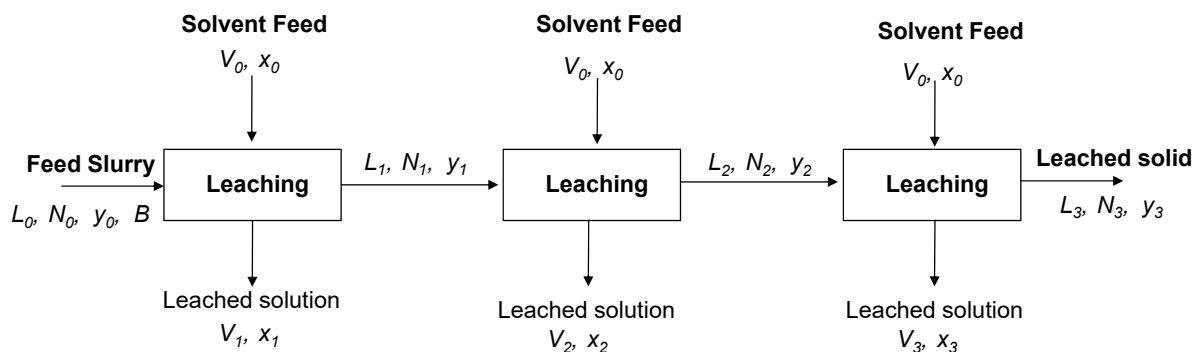 Solvent Feed
V₀, x₀
Solvent Feed
V₀, x₀
Solvent Feed
V₀, x₀
Feed Slurry
L₀, N₀, y₀, B
Leaching
L₁, N₁, y₁
Leaching
L₂, N₂, y₂
Leaching
Leached solid
L₃, N₃, y₃
Leached solution
V₁, x₁
Leached solution
V₂, x₂
Leached solution
V₃, x₃